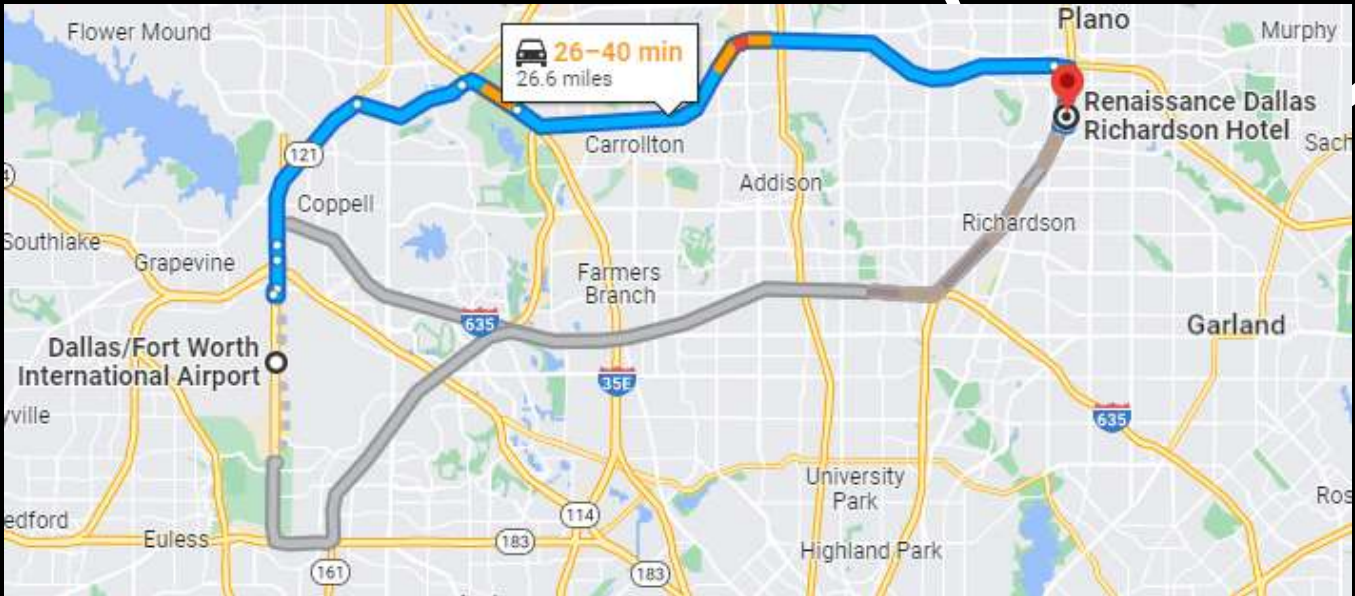 Plano
Flower Mound
Murphy
26–40 min
26.6 miles
Renaissance Dallas
Richardson Hotel
Carrollton
Sach
121
Addison
Coppell
Richardson
Southlake
Grapevine
Farmers
Branch
635
Garland
Dallas/Fort Worth
International Airport
35E
yville
635
University
Park
Ros
114
edford
Euless
183
Highland Park
161
183